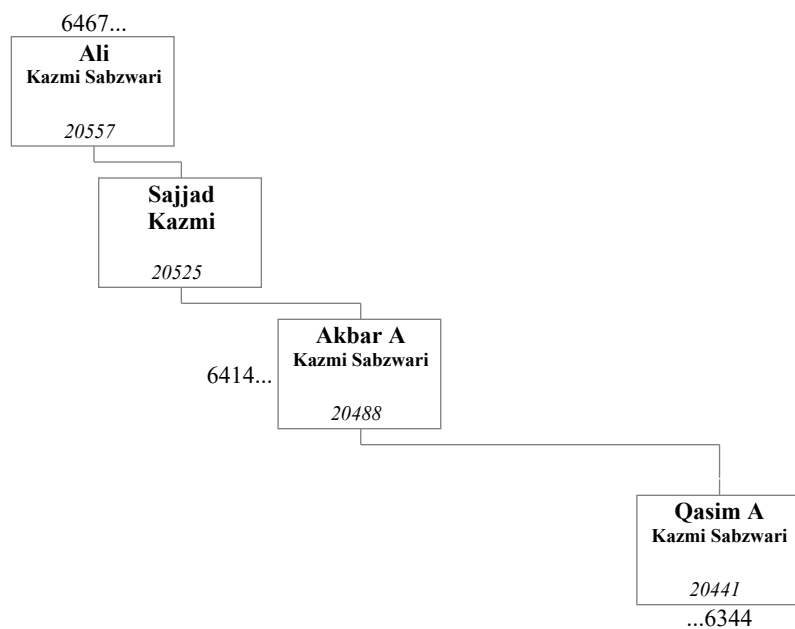 6467...
Ali
Kazmi Sabzwari
20557
Sajjad
Kazmi
20525
Akbar A
Kazmi Sabzwari
6414...
20488
Qasim A
Kazmi Sabzwari
20441
...6344